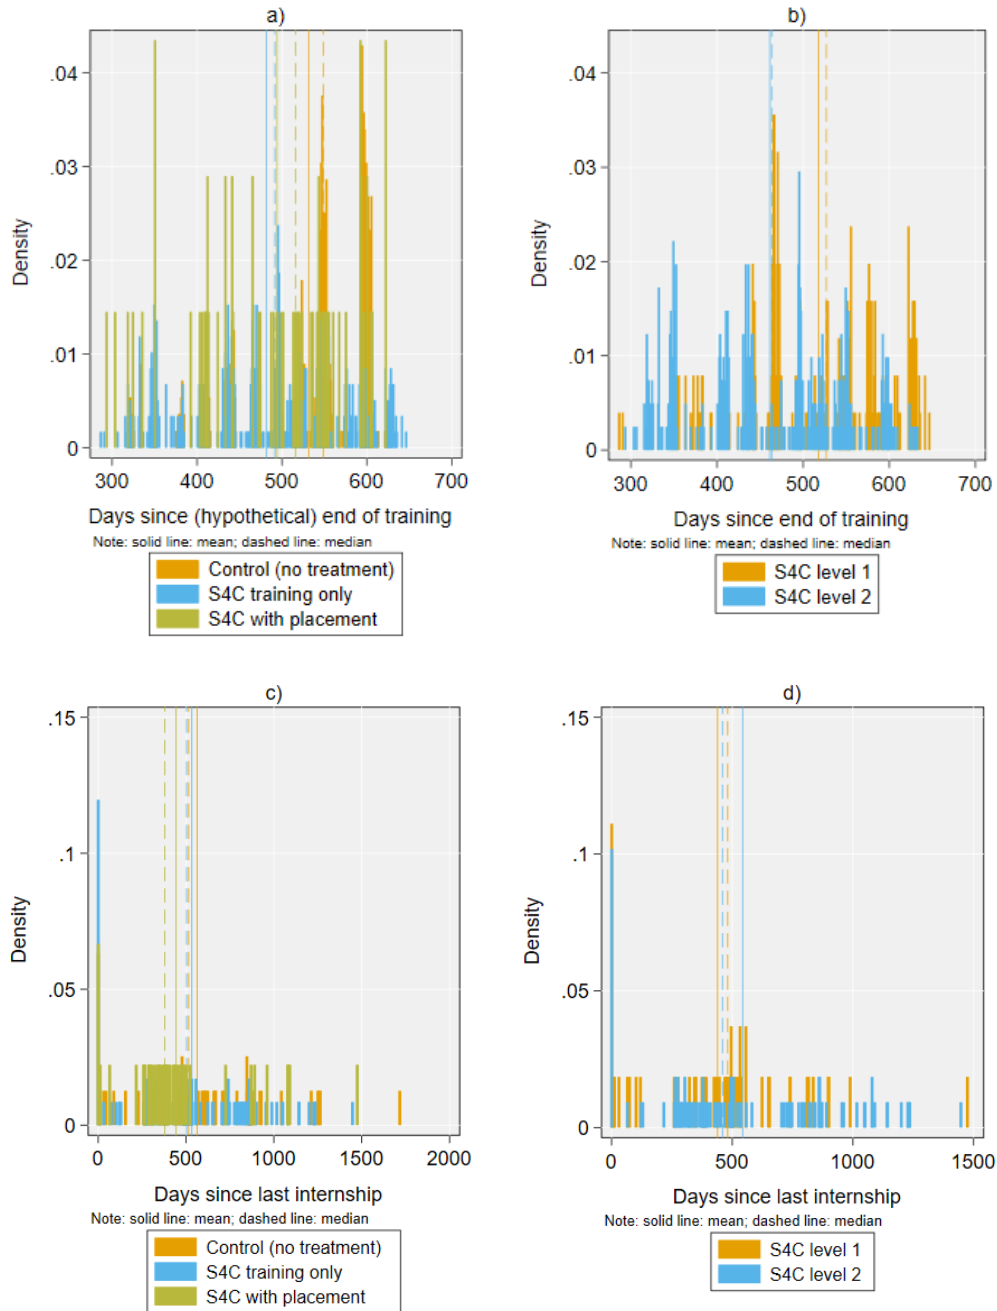 a)
Density
.04
.03
.02
.01
0
300 400 500 600 700
Days since (hypothetical) end of training
Note: solid line: mean; dashed line: median
Control (no treatment)
S4C training only
S4C with placement
b)
Density
.04
.03
.02
.01
0
300 400 500 600 700
Days since end of training
Note: solid line: mean; dashed line: median
S4C level 1
S4C level 2
c)
Density
.15
.1
.05
0
0 500 1000 1500 2000
Days since last internship
Note: solid line: mean; dashed line: median
Control (no treatment)
S4C training only
S4C with placement
d)
Density
.15
.1
.05
0
0 500 1000 1500
Days since last internship
Note: solid line: mean; dashed line: median
S4C level 1
S4C level 2